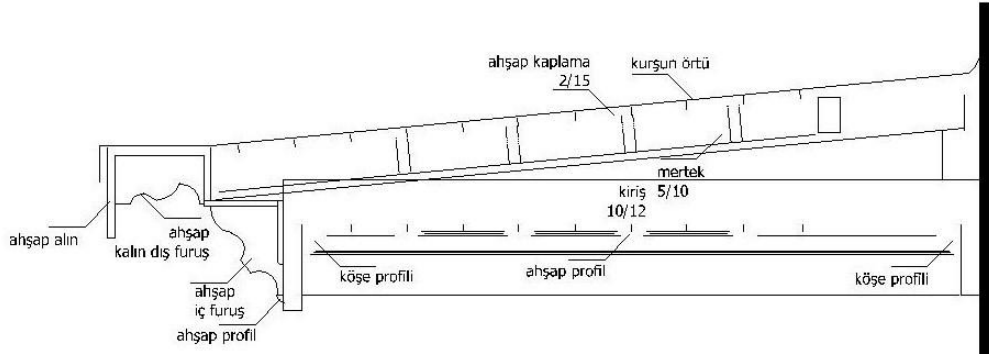 ahşap kaplama
2/15
kurşun örtü
mertek
5/10
kiriş
10/12
ahşap alın
ahşap
kalın dış furuş
ahşap
iç furuş
ahşap profil
köşe profili
ahşap profil
köşe profili